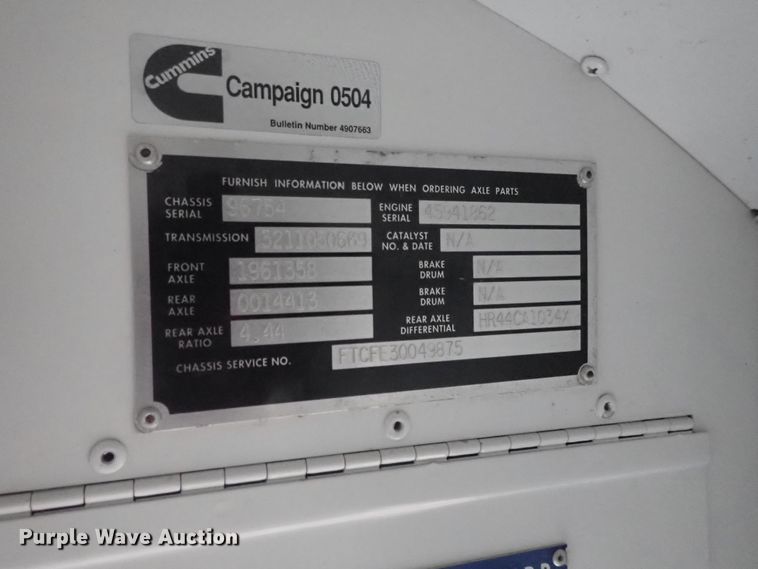 Cummins
Campaign 0504
Bulletin Number 4907663
FURNISH INFORMATION BELOW WHEN ORDERING AXLE PARTS
CHASSIS SERIAL 96754 ENGINE SERIAL 45941862
TRANSMISSION CATALYST NO. & DATE N/A
FRONT AXLE 1961358 BRAKE DRUM N/A
REAR AXLE 0014413 BRAKE DRUM N/A
REAR AXLE RATIO 4.44 REAR AXLE DIFFERENTIAL HR44CA1034X
CHASSIS SERVICE NO. FTCFE30049875
Purple Wave Auction